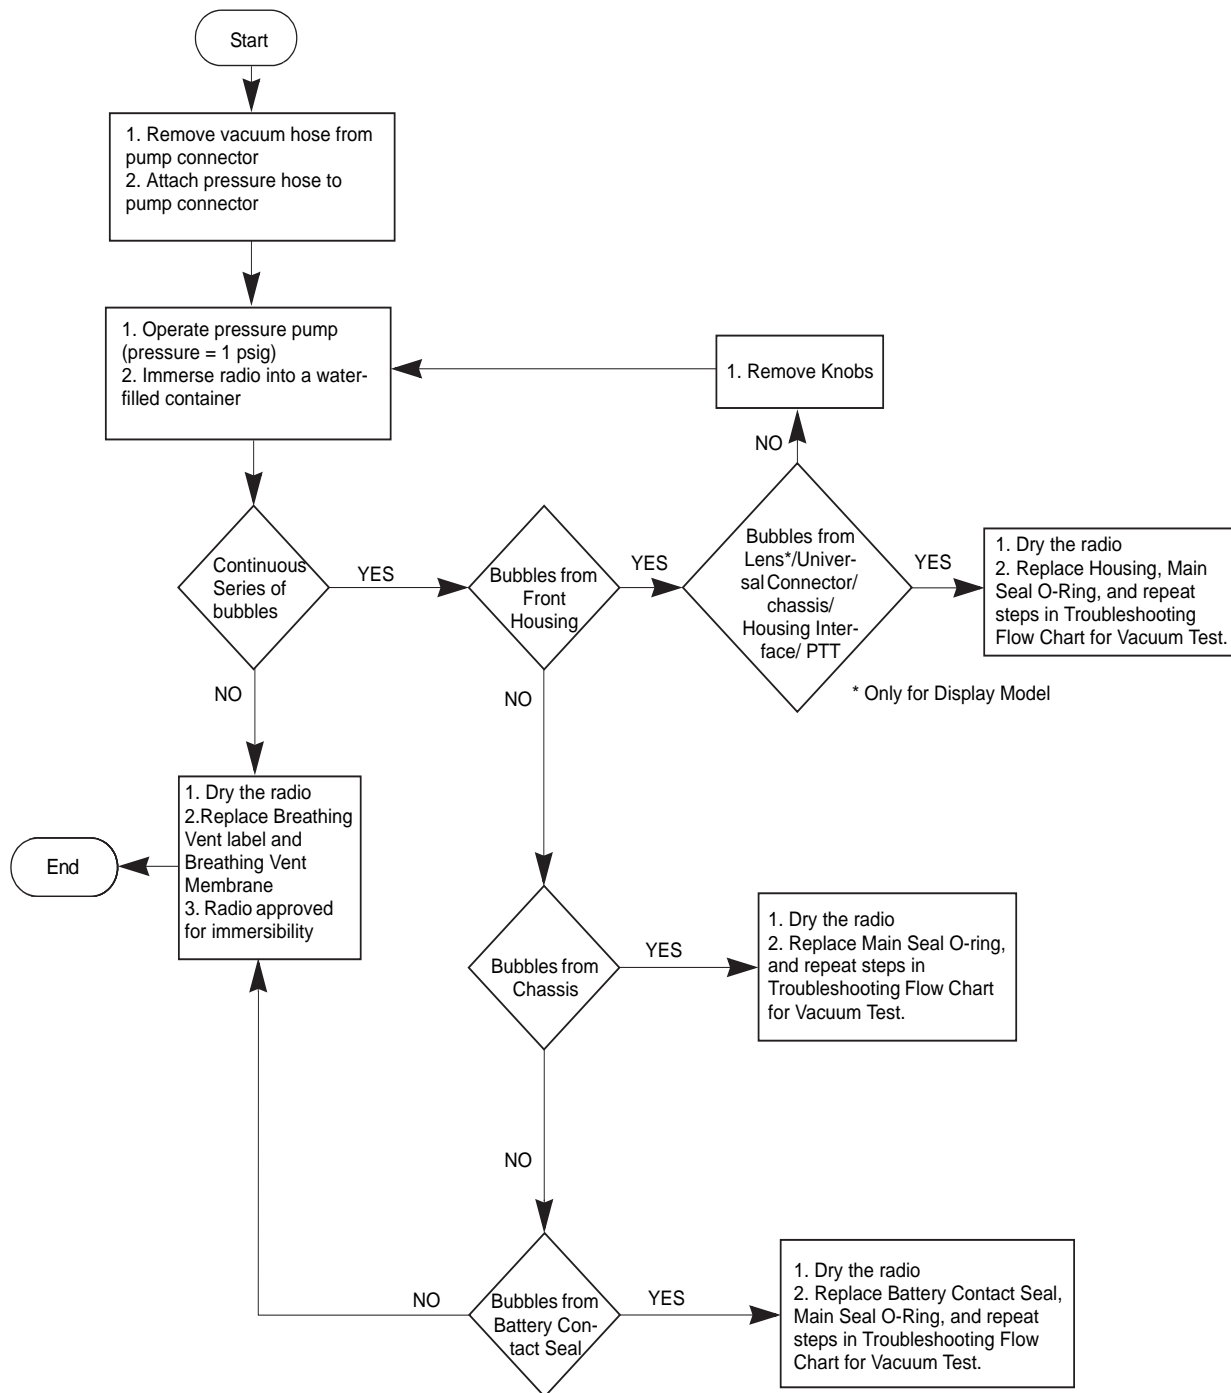 Start
1. Remove vacuum hose from
pump connector
2. Attach pressure hose to
pump connector
1. Operate pressure pump
(pressure = 1 psig)
2. Immerse radio into a water-
filled container
1. Remove Knobs
NO
Continuous
Series of
bubbles
YES
Bubbles from
Front
Housing
YES
Bubbles from
Lens*/Univer-
sal Connector/
chassis/
Housing Inter-
face/ PTT
YES
1. Dry the radio
2. Replace Housing, Main
Seal O-Ring, and repeat
steps in Troubleshooting
Flow Chart for Vacuum Test.
* Only for Display Model
NO
NO
1. Dry the radio
2.Replace Breathing
Vent label and
Breathing Vent
Membrane
3. Radio approved
for immersibility
End
Bubbles from
Chassis
YES
1. Dry the radio
2. Replace Main Seal O-ring,
and repeat steps in
Troubleshooting Flow Chart
for Vacuum Test.
NO
NO
Bubbles from
Battery Con-
tact Seal
YES
1. Dry the radio
2. Replace Battery Contact Seal,
Main Seal O-Ring, and repeat
steps in Troubleshooting Flow
Chart for Vacuum Test.